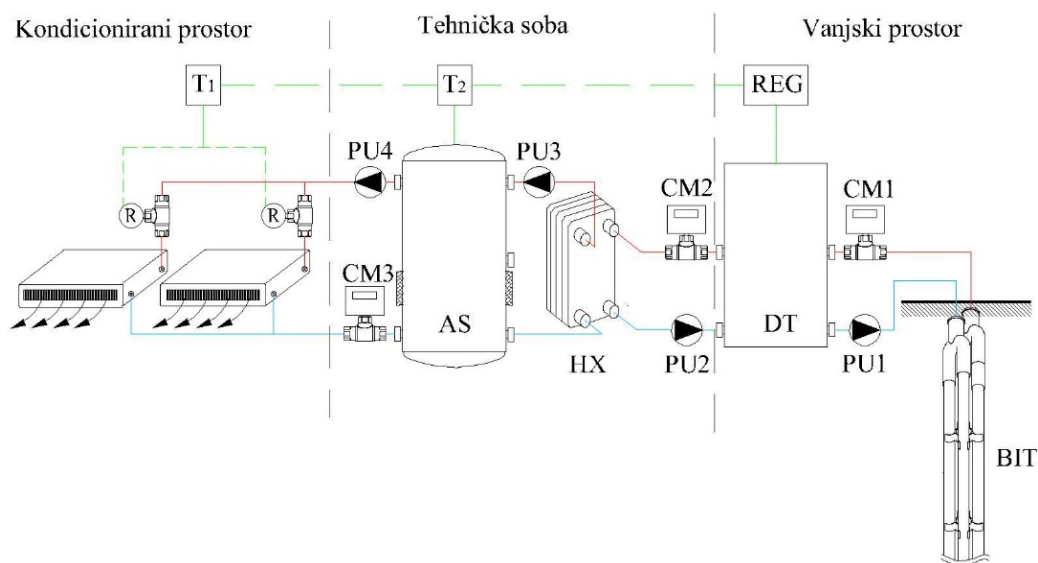 Kondicionirani prostor
Tehnička soba
Vanjski prostor
T1
T2
REG
PU4
PU3
CM2
CM1
R
R
CM3
AS
HX
PU2
DT
PU1
BIT